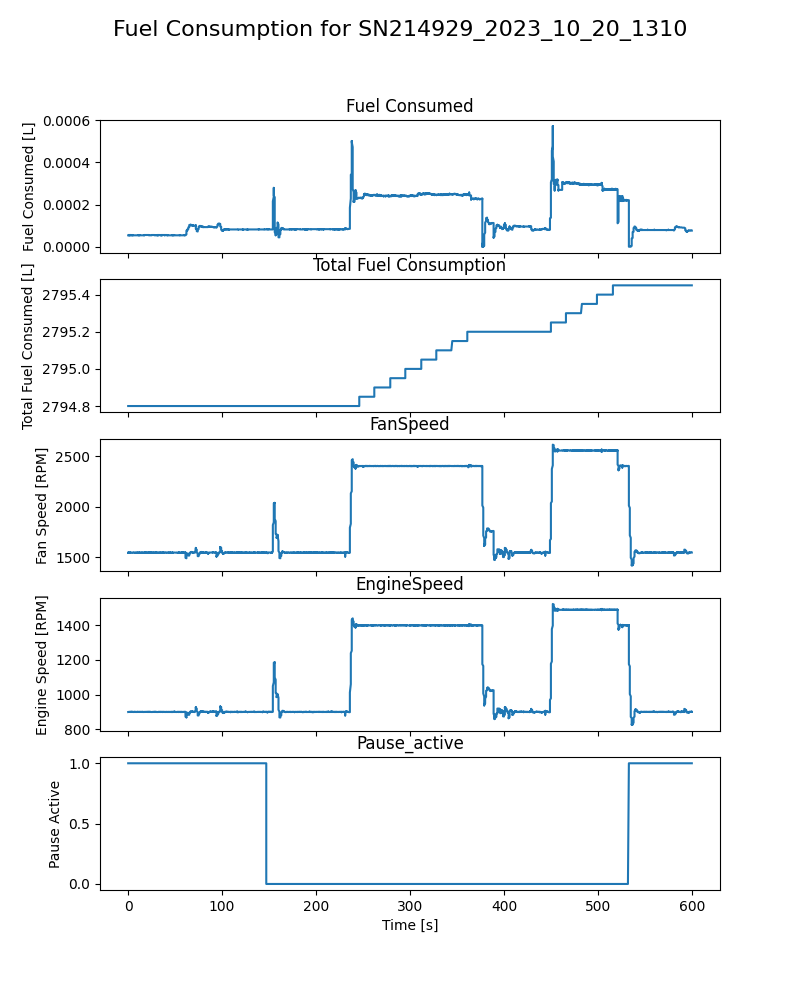 Fuel Consumption for SN214929_2023_10_20_1310
Fuel Consumed
Fuel Consumed [L]
0.0006
0.0004
0.0002
0.0000
Total Fuel Consumption
Total Fuel Consumed [L]
2795.4
2795.2
2795.0
2794.8
FanSpeed
Fan Speed [RPM]
2500
2000
1500
EngineSpeed
Engine Speed [RPM]
1400
1200
1000
800
Pause_active
Pause Active
1.0
0.5
0.0
0 100 200 300 400 500 600
Time [s]